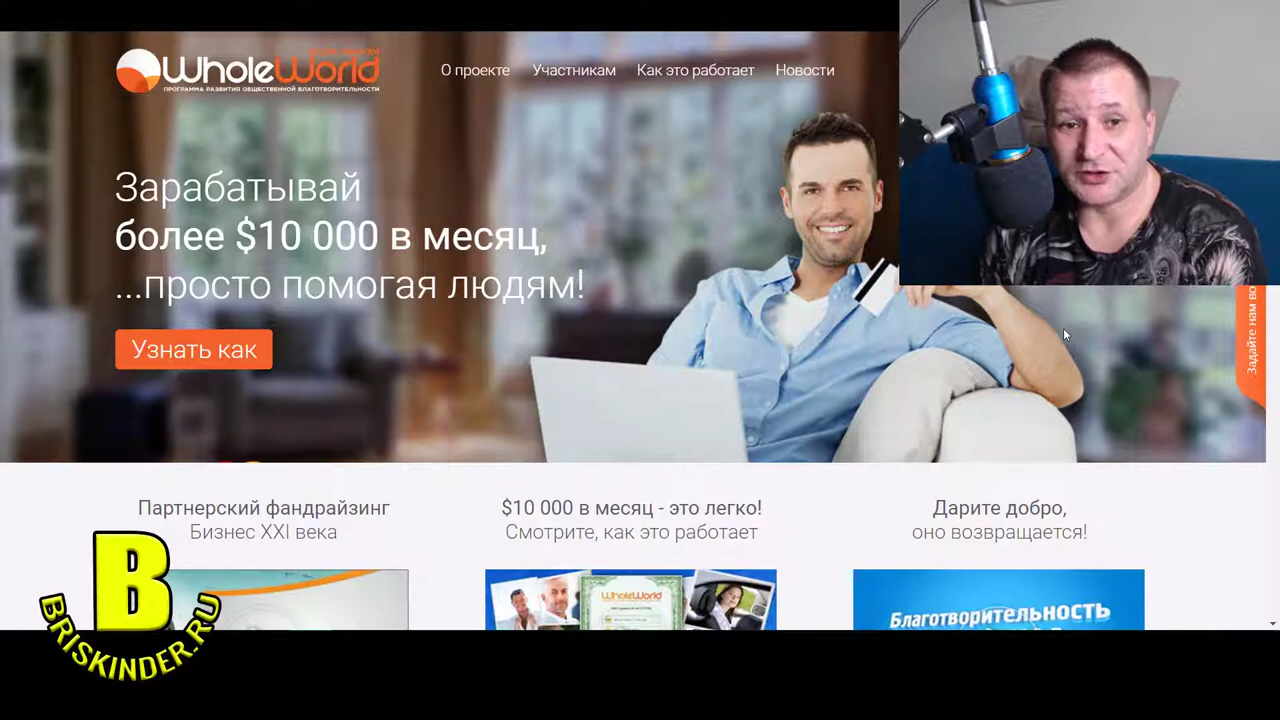 WholeWorld
ПРОГРАММА РАЗВИТИЯ ОБЩЕСТВЕННОЙ БЛАГОТВОРИТЕЛЬНОСТИ
О проекте
Участникам
Как это работает
Новости
Зарабатывай
более $10 000 в месяц,
...просто помогая людям!
Узнать как
Задайте нам во
Партнерский фандрайзинг
Бизнес XXI века
$10 000 в месяц - это легко!
Смотрите, как это работает
Дарите добро,
оно возвращается!
WholeWorld
Благотворительность
B
BRISKINDER.RU